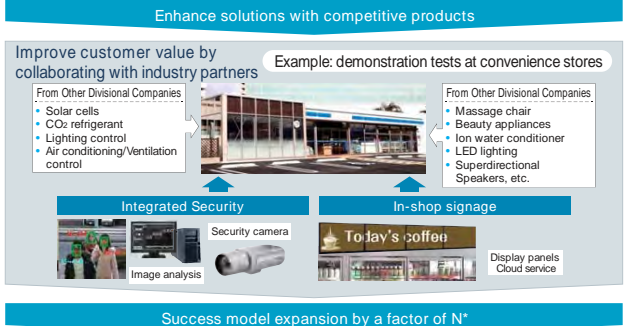 Enhance solutions with competitive products
Improve customer value by
collaborating with industry partners
Example: demonstration tests at convenience stores
From Other Divisional Companies
• Solar cells
• CO2 refrigerant
• Lighting control
• Air conditioning/Ventilation
control
From Other Divisional Companies
• Massage chair
• Beauty appliances
• Ion water conditioner
• LED lighting
• Superdirectional
Speakers, etc.
Integrated Security
In-shop signage
Security camera
Image analysis
Today's coffee
Display panels
Cloud service
Success model expansion by a factor of N*